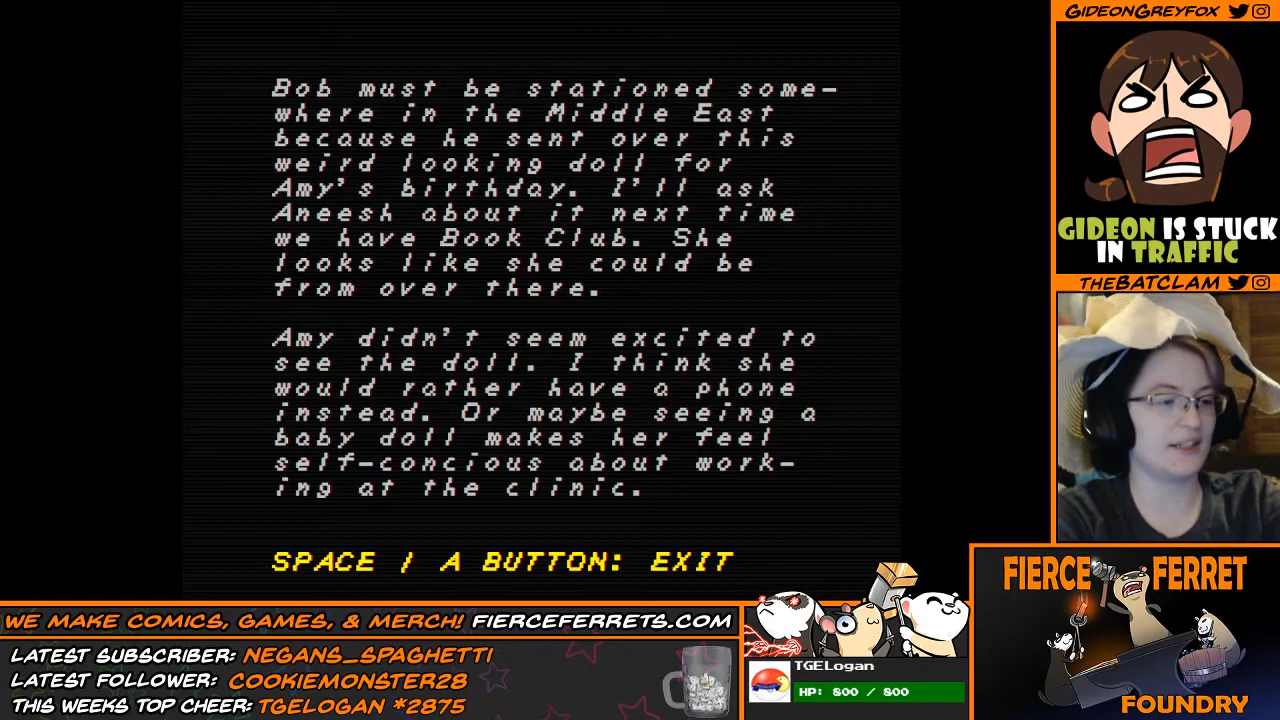 Bob must be stationed some-
where in the Middle East
because he sent over this
weird looking doll for
Amy's birthday. I'll ask
Aneesh about it next time
we have Book Club. She
looks like she could be
from over there.
Amy didn't seem excited to
see the doll. I think she
would rather have a phone
instead. Or maybe seeing a
baby doll makes her feel
self-concious about work-
ing at the clinic.
SPACE / A BUTTON: EXIT
GIDEONGREYFOX
GIDEON IS STUCK
IN TRAFFIC
THEBATCLAM
FIERCE FERRET
FOUNDRY
WE MAKE COMICS, GAMES, & MERCH! FIERCEFERRETS.COM
LATEST SUBSCRIBER: NEGANS_SPAGHETTI
LATEST FOLLOWER: COOKIEMONSTER28
THIS WEEKS TOP CHEER: TGELOGAN *2875
TGELogan
HP: 800 / 800